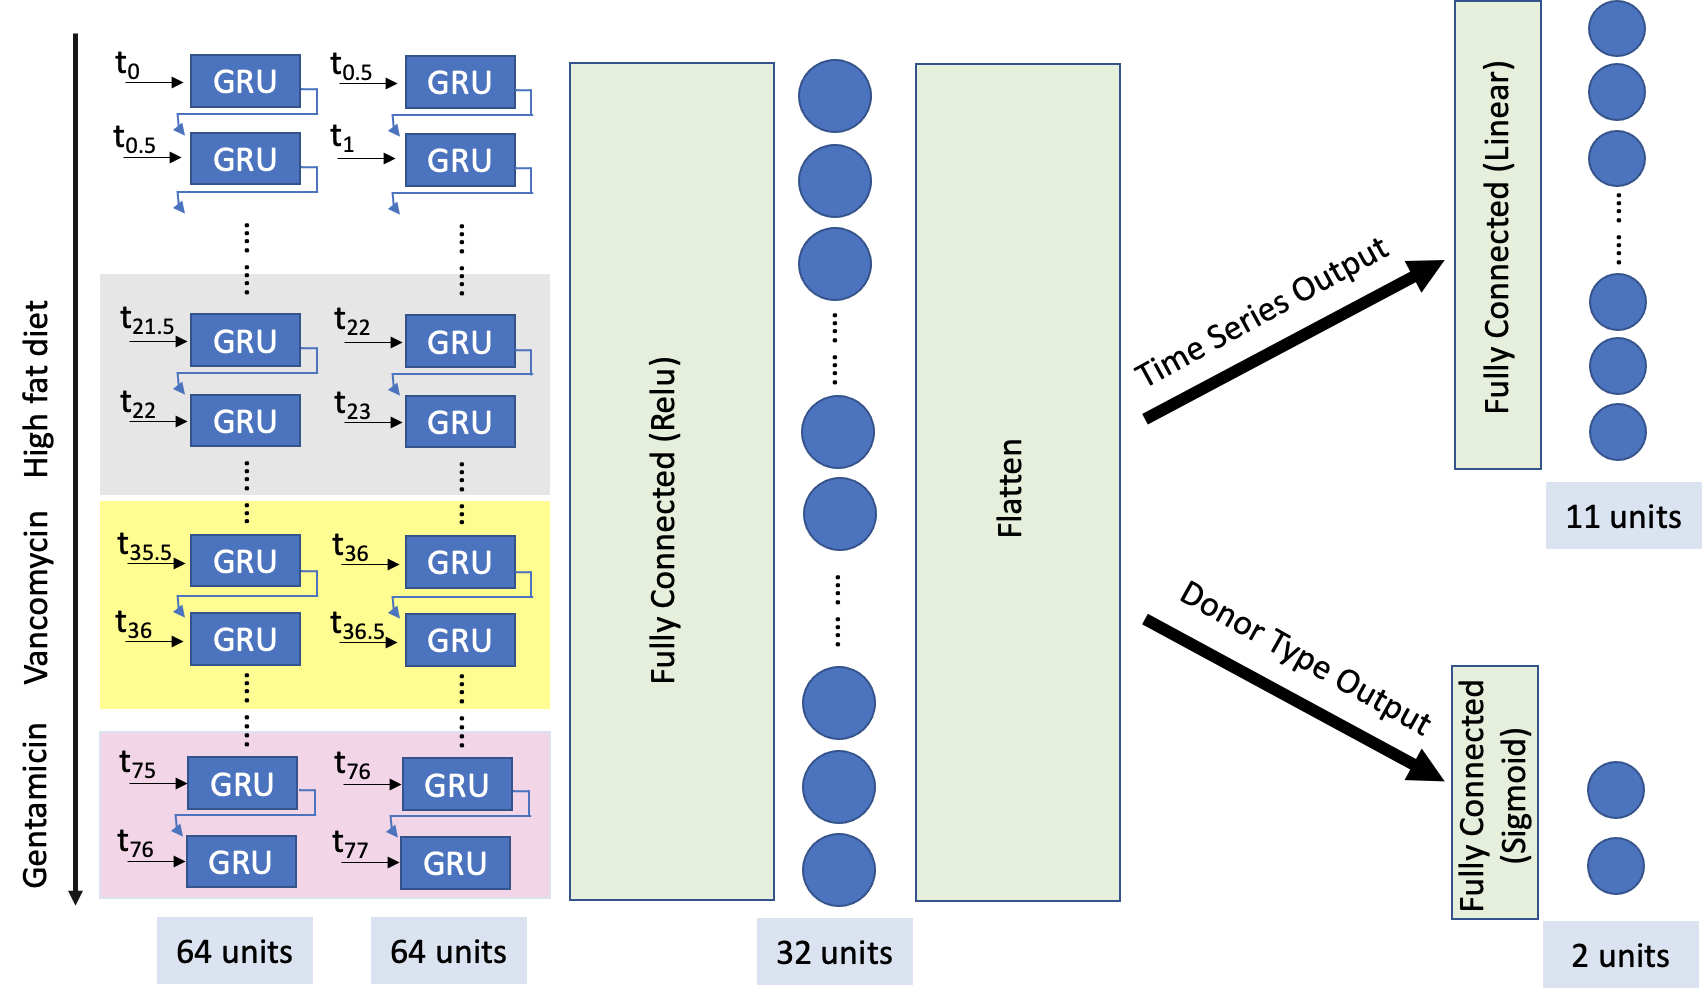 High fat diet
Vancomycin
Gentamicin
t0
GRU
t0.5
GRU
t0.5
GRU
t1
GRU
t21.5
GRU
t22
GRU
t22
GRU
t23
GRU
t35.5
GRU
t36
GRU
t36
GRU
t36.5
GRU
t75
GRU
t76
GRU
t76
GRU
t77
GRU
64 units
64 units
Fully Connected (Relu)
32 units
Flatten
Time Series Output
Donor Type Output
Fully Connected (Linear)
11 units
Fully Connected
(Sigmoid)
2 units